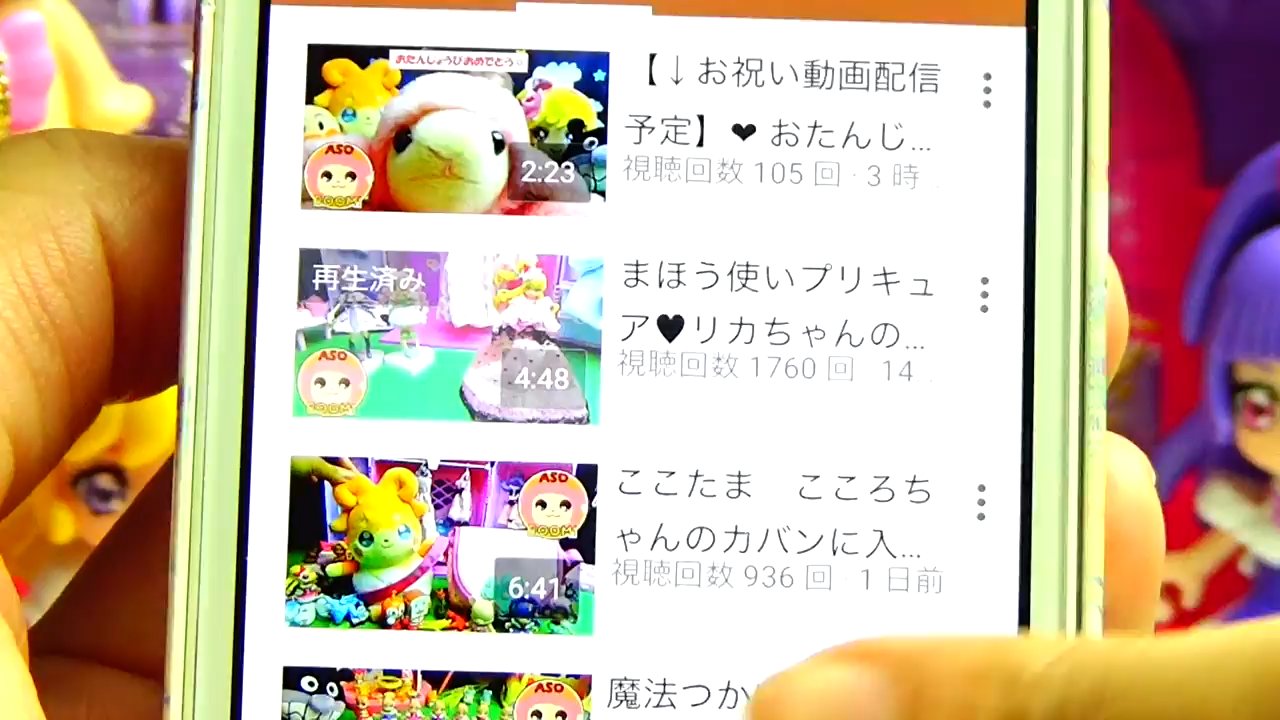 おたんじょうびおめでとう
ASO
ROOM
2:23
【↓お祝い動画配信
予定】❤ おたんじ...
視聴回数 105 回 · 3 時
再生済み
ASO
ROOM
4:48
まほう使いプリキュ
ア♥リカちゃんの...
視聴回数 1760 回 14
ASO
ROOM
6:41
ここたま　こころち
ゃんのカバンに入...
視聴回数 936 回 · 1 日前
ASO
魔法つか